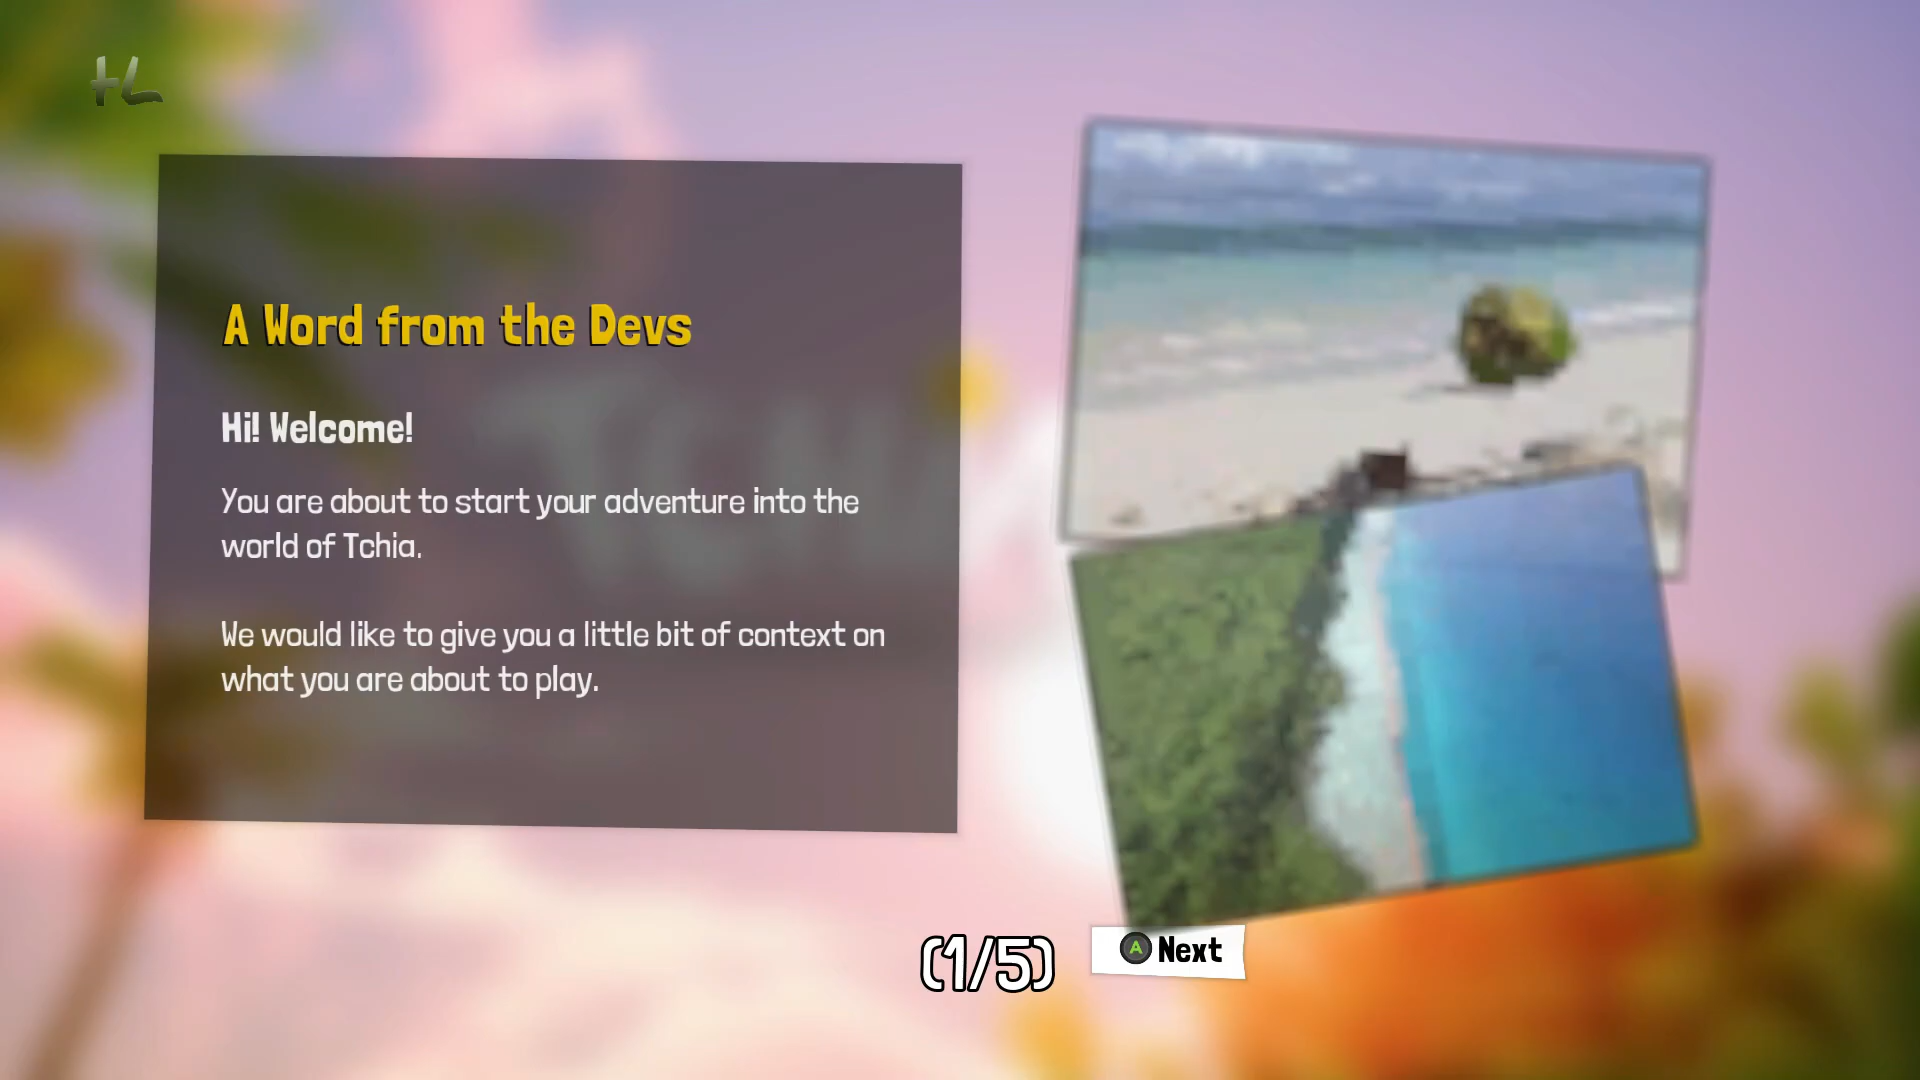 A Word from the Devs
Hi! Welcome!
You are about to start your adventure into the
world of Tchia.
We would like to give you a little bit of context on
what you are about to play.
(1/5)
A Next